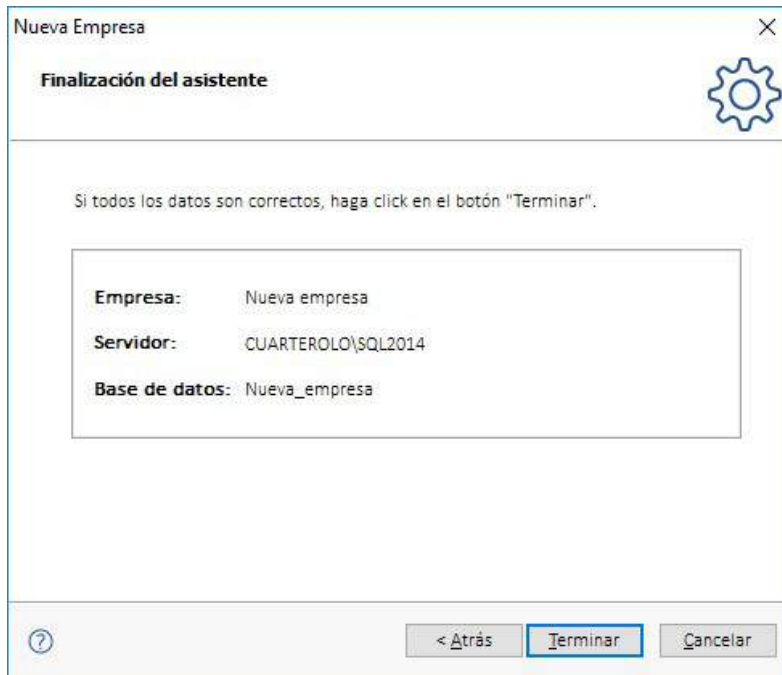 Nueva Empresa
Finalización del asistente
Si todos los datos son correctos, haga click en el botón "Terminar".
Empresa: Nueva empresa
Servidor: CUARTEROLO\SQL2014
Base de datos: Nueva_empresa
< Atrás Terminar Cancelar